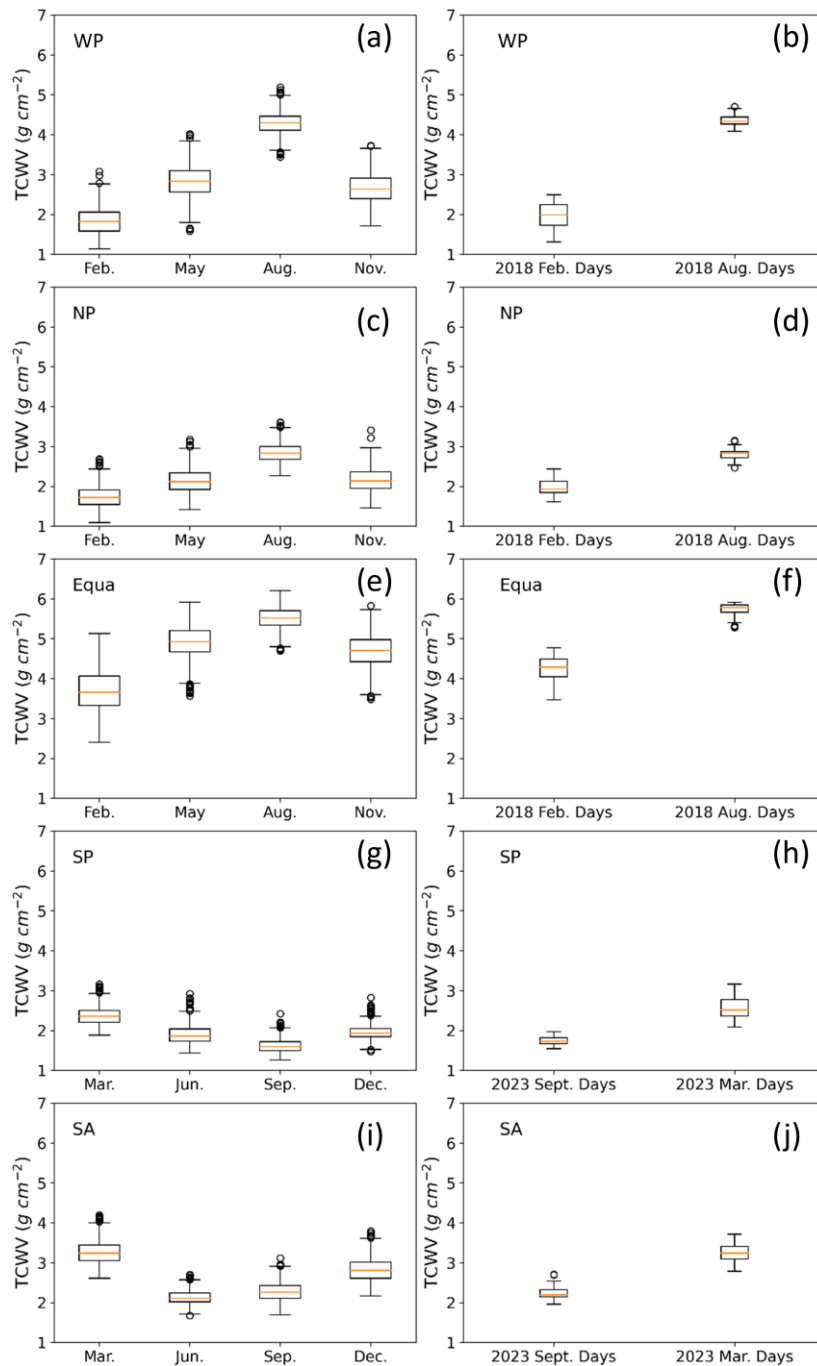 WP (a)
7
6
5
4
3
2
1
TCWV (g cm⁻²)
Feb. May Aug. Nov.
WP (b)
7
6
5
4
3
2
1
TCWV (g cm⁻²)
2018 Feb. Days 2018 Aug. Days
NP (c)
7
6
5
4
3
2
1
TCWV (g cm⁻²)
Feb. May Aug. Nov.
NP (d)
7
6
5
4
3
2
1
TCWV (g cm⁻²)
2018 Feb. Days 2018 Aug. Days
Equa (e)
7
6
5
4
3
2
1
TCWV (g cm⁻²)
Feb. May Aug. Nov.
Equa (f)
7
6
5
4
3
2
1
TCWV (g cm⁻²)
2018 Feb. Days 2018 Aug. Days
SP (g)
7
6
5
4
3
2
1
TCWV (g cm⁻²)
Mar. Jun. Sep. Dec.
SP (h)
7
6
5
4
3
2
1
TCWV (g cm⁻²)
2023 Sept. Days 2023 Mar. Days
SA (i)
7
6
5
4
3
2
1
TCWV (g cm⁻²)
Mar. Jun. Sep. Dec.
SA (j)
7
6
5
4
3
2
1
TCWV (g cm⁻²)
2023 Sept. Days 2023 Mar. Days